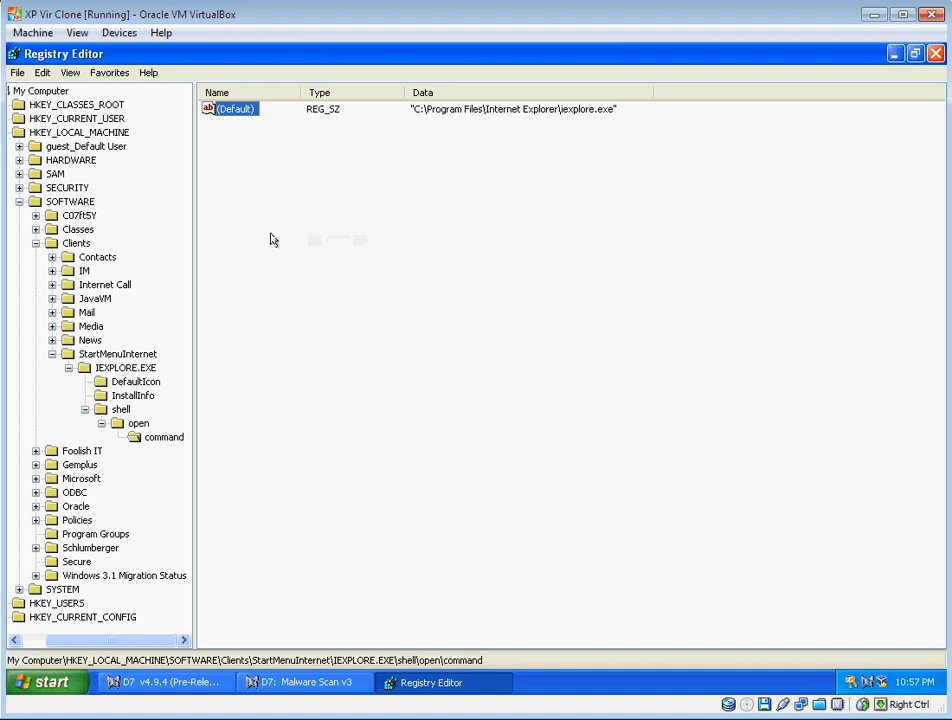 XP Vir Clone [Running] - Oracle VM VirtualBox
Machine View Devices Help
Registry Editor
File Edit View Favorites Help
My Computer
HKEY_CLASSES_ROOT
HKEY_CURRENT_USER
HKEY_LOCAL_MACHINE
guest_Default User
HARDWARE
SAM
SECURITY
SOFTWARE
C07ft5Y
Classes
Clients
Contacts
IM
Internet Call
JavaVM
Mail
Media
News
StartMenuInternet
IEXPLORE.EXE
DefaultIcon
InstallInfo
shell
open
command
Foolish IT
Gemplus
Microsoft
ODBC
Oracle
Policies
Program Groups
Schlumberger
Secure
Windows 3.1 Migration Status
SYSTEM
HKEY_USERS
HKEY_CURRENT_CONFIG
Name Type Data
ab (Default) REG_SZ "C:\Program Files\Internet Explorer\iexplore.exe"
My Computer\HKEY_LOCAL_MACHINE\SOFTWARE\Clients\StartMenuInternet\IEXPLORE.EXE\shell\open\command
start D7 v4.9.4 (Pre-Rele... D7: Malware Scan v3 Registry Editor 10:57 PM
Right Ctrl